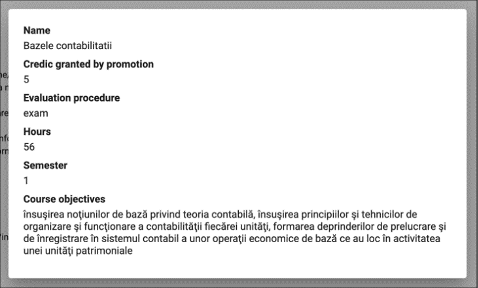 Name
Bazele contabilitatii
Credic granted by promotion
5
Evaluation procedure
exam
Hours
56
Semester
1
Course objectives
însuşirea noţiunilor de bază privind teoria contabilă, însuşirea principiilor şi tehnicilor de
organizare şi funcţionare a contabilităţii fiecărei unităţi, formarea deprinderilor de prelucrare şi
de înregistrare în sistemul contabil a unor operaţii economice de bază ce au loc în activitatea
unei unităţi patrimoniale